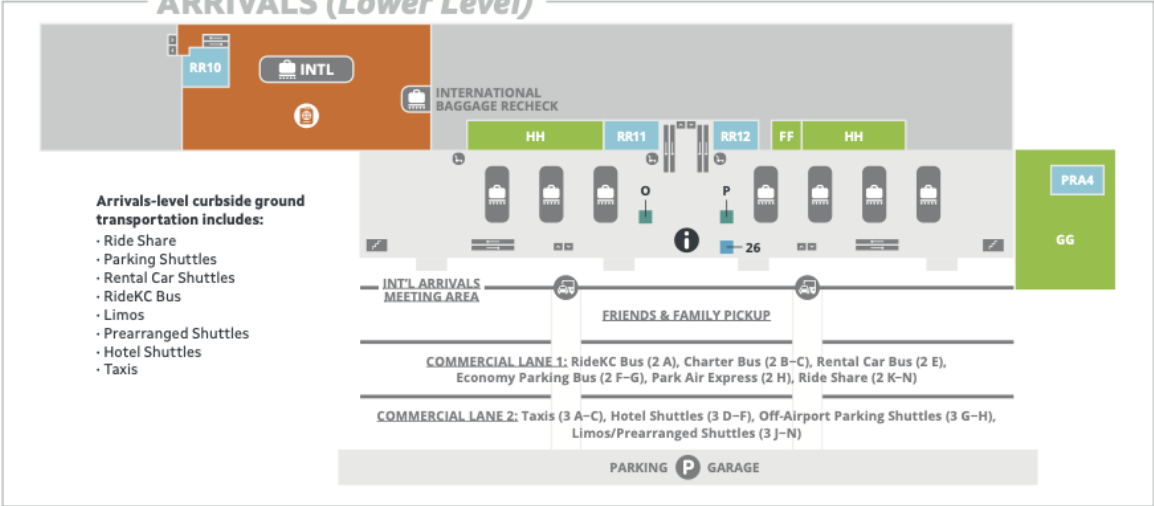 ARRIVALS (Lower Level)
RR10
INTL
INTERNATIONAL
BAGGAGE RECHECK
HH
RR11
RR12
FF
HH
PRA4
O
P
GG
i
26
Arrivals-level curbside ground
transportation includes:
· Ride Share
· Parking Shuttles
· Rental Car Shuttles
· RideKC Bus
· Limos
· Prearranged Shuttles
· Hotel Shuttles
· Taxis
INT'L ARRIVALS
MEETING AREA
FRIENDS & FAMILY PICKUP
COMMERCIAL LANE 1: RideKC Bus (2 A), Charter Bus (2 B–C), Rental Car Bus (2 E),
Economy Parking Bus (2 F–G), Park Air Express (2 H), Ride Share (2 K–N)
COMMERCIAL LANE 2: Taxis (3 A–C), Hotel Shuttles (3 D–F), Off-Airport Parking Shuttles (3 G–H),
Limos/Prearranged Shuttles (3 J–N)
PARKING P GARAGE